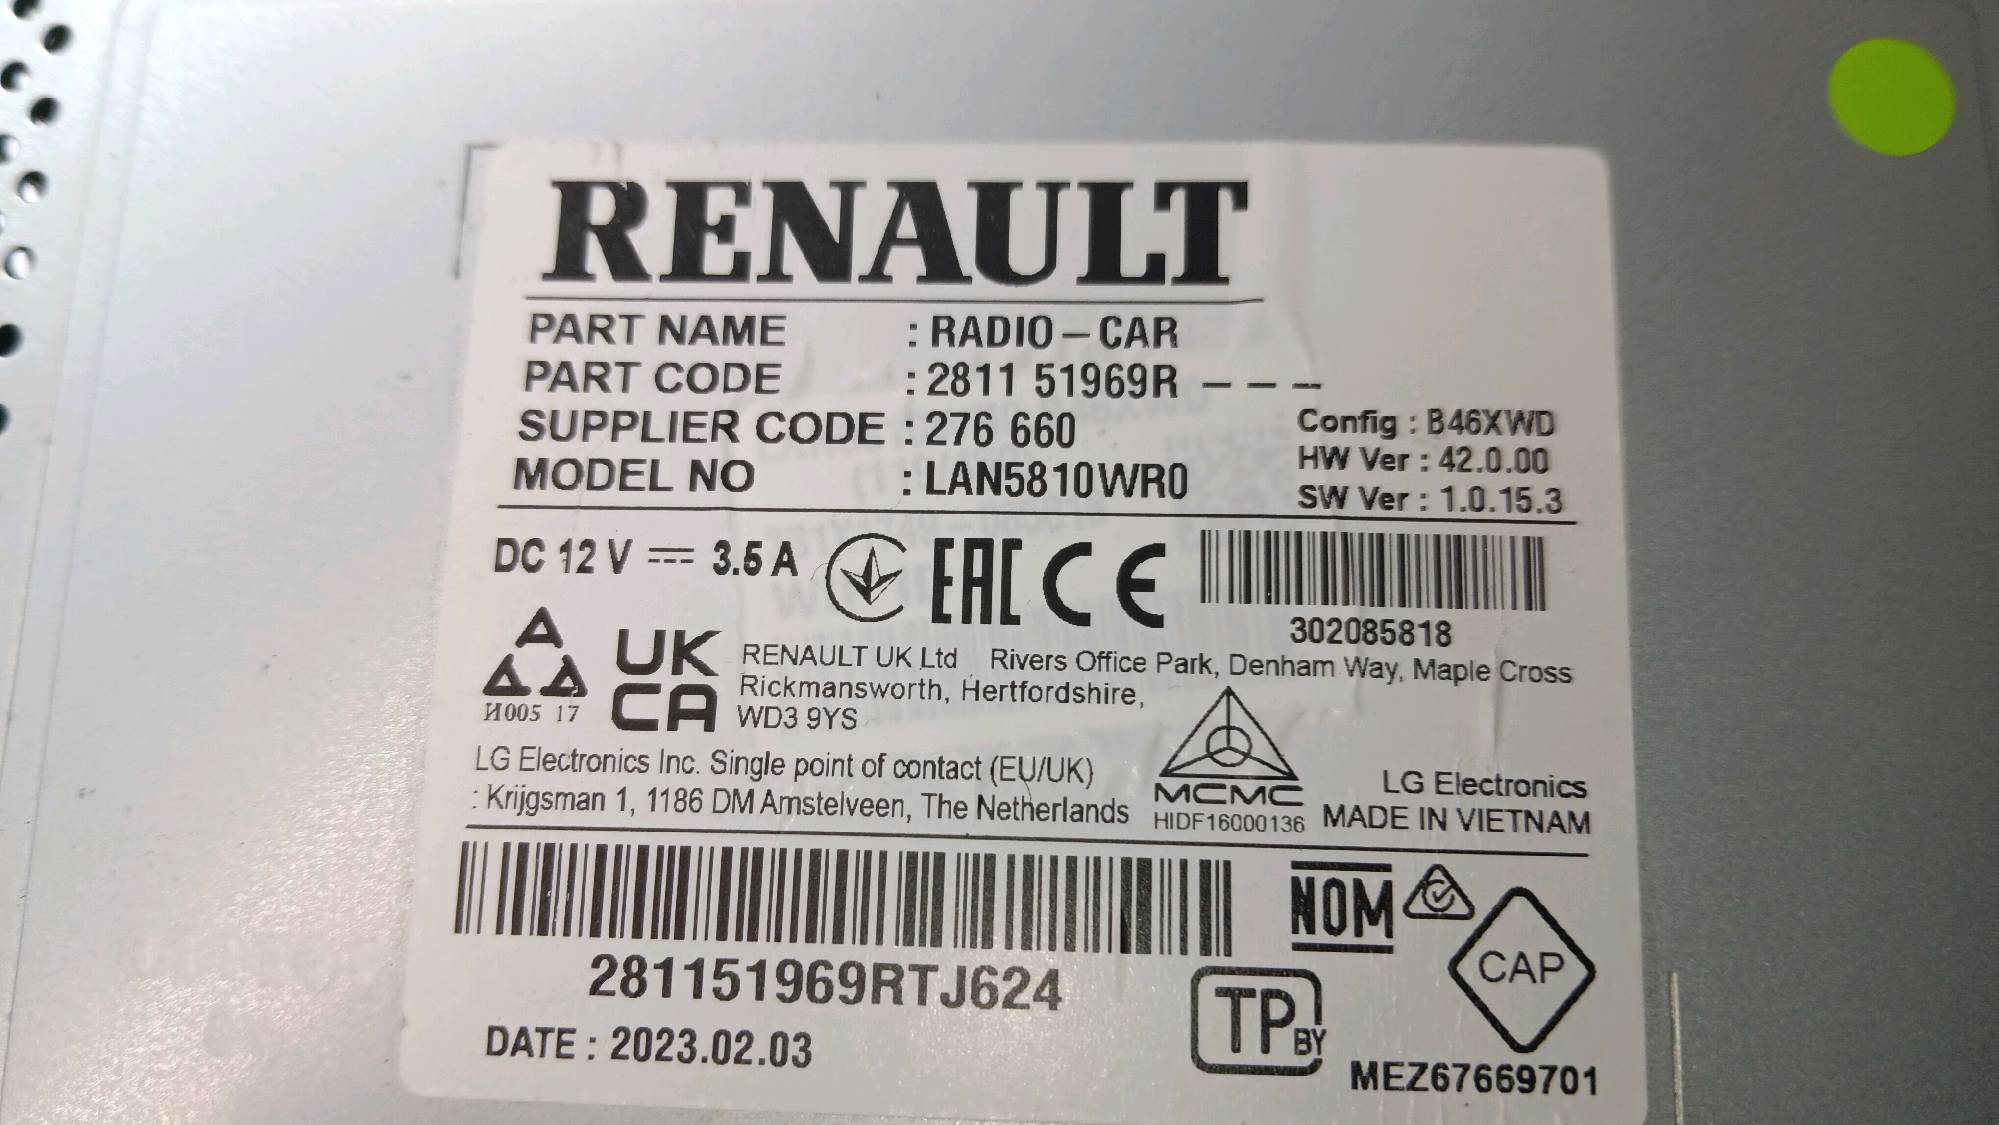 RENAULT
PART NAME : RADIO-CAR
PART CODE : 2811 51969R - - -
SUPPLIER CODE : 276 660
MODEL NO : LAN5810WR0
Config : B46XWD
HW Ver : 42.0.00
SW Ver : 1.0.15.3
DC 12 V ⎓ 3.5 A
EAC CE
302085818
И005 17
UK
CA
RENAULT UK Ltd Rivers Office Park, Denham Way, Maple Cross
Rickmansworth, Hertfordshire,
WD3 9YS
LG Electronics Inc. Single point of contact (EU/UK)
: Krijgsman 1, 1186 DM Amstelveen, The Netherlands
MCMC
HIDF16000136
LG Electronics
MADE IN VIETNAM
281151969RTJ624
DATE : 2023.02.03
NOM
CAP
TP BY
MEZ67669701